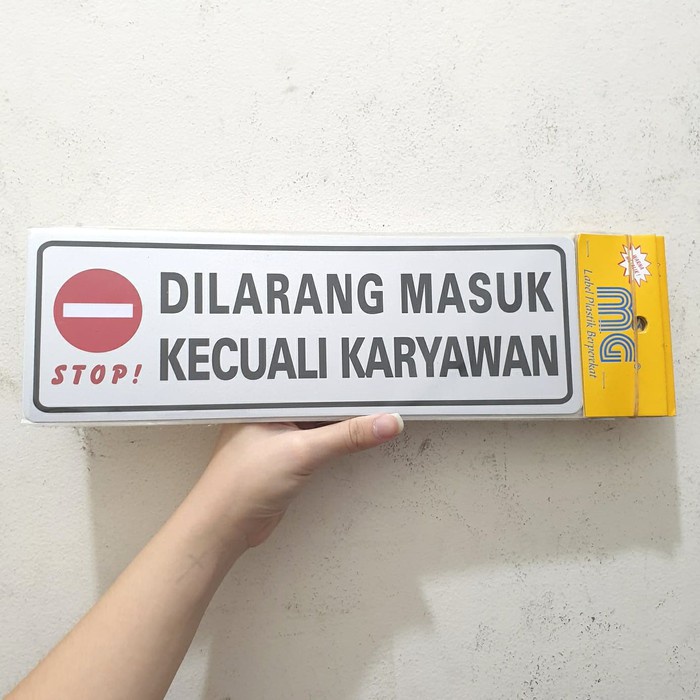 DILARANG MASUK
KECUALI KARYAWAN
STOP!
MG
Label Plastik Berperekat